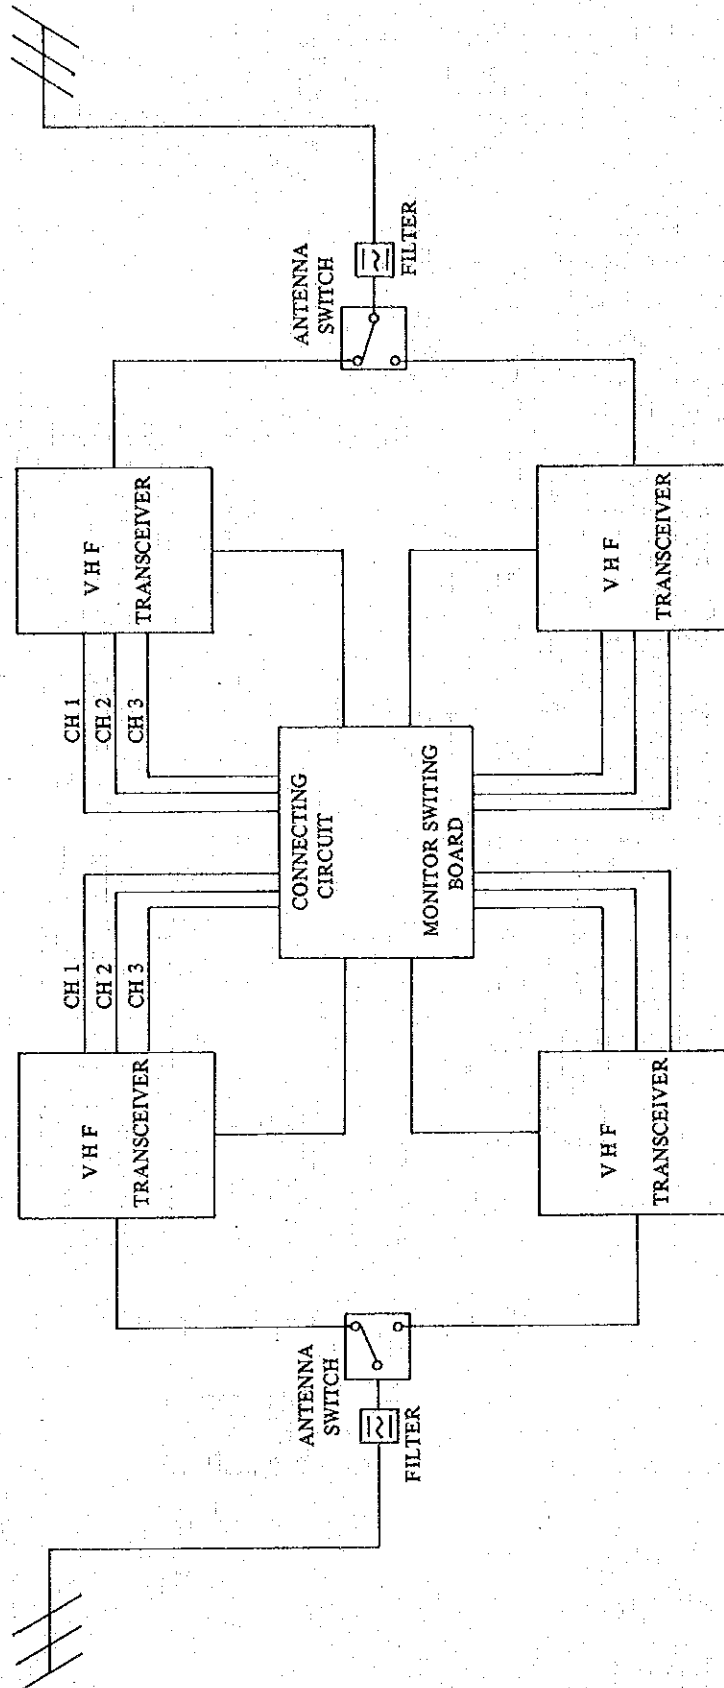 V H F
TRANSCEIVER
CH 1
CH 2
CH 3
CH 1
CH 2
CH 3
V H F
TRANSCEIVER
ANTENNA
SWITCH
FILTER
CONNECTING
CIRCUIT
MONITOR SWITING
BOARD
ANTENNA
SWITCH
FILTER
V H F
TRANSCEIVER
V H F
TRANSCEIVER